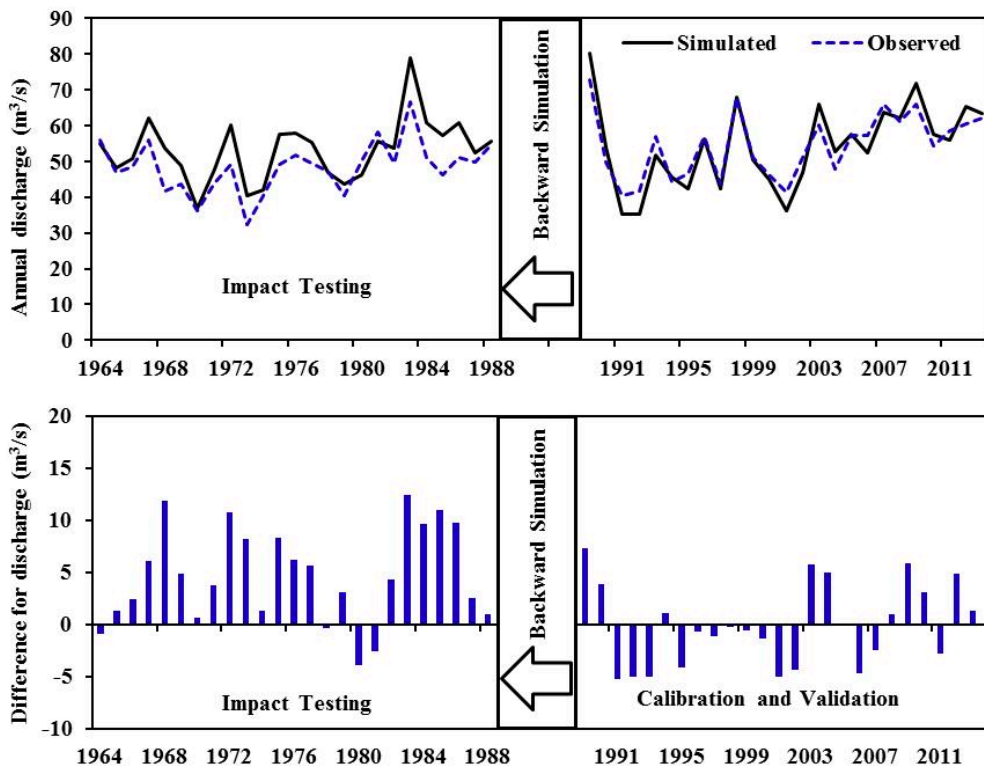 Annual discharge (m³/s)
90
80
70
60
50
40
30
20
10
0
Simulated
Observed
Backward Simulation
Impact Testing
1964 1968 1972 1976 1980 1984 1988 1991 1995 1999 2003 2007 2011
Difference for discharge (m³/s)
20
15
10
5
0
-5
-10
Backward Simulation
Impact Testing
Calibration and Validation
1964 1968 1972 1976 1980 1984 1988 1991 1995 1999 2003 2007 2011